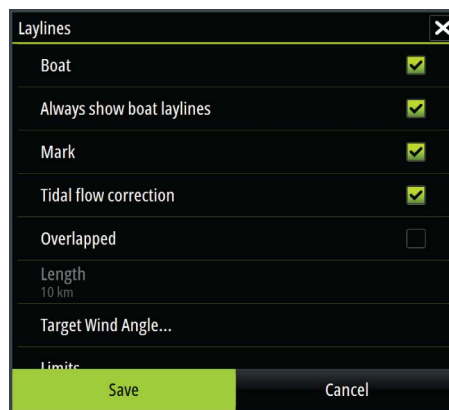 Laylines
Boat
Always show boat laylines
Mark
Tidal flow correction
Overlapped
Length
10 km
Target Wind Angle...
Limits
Save
Cancel